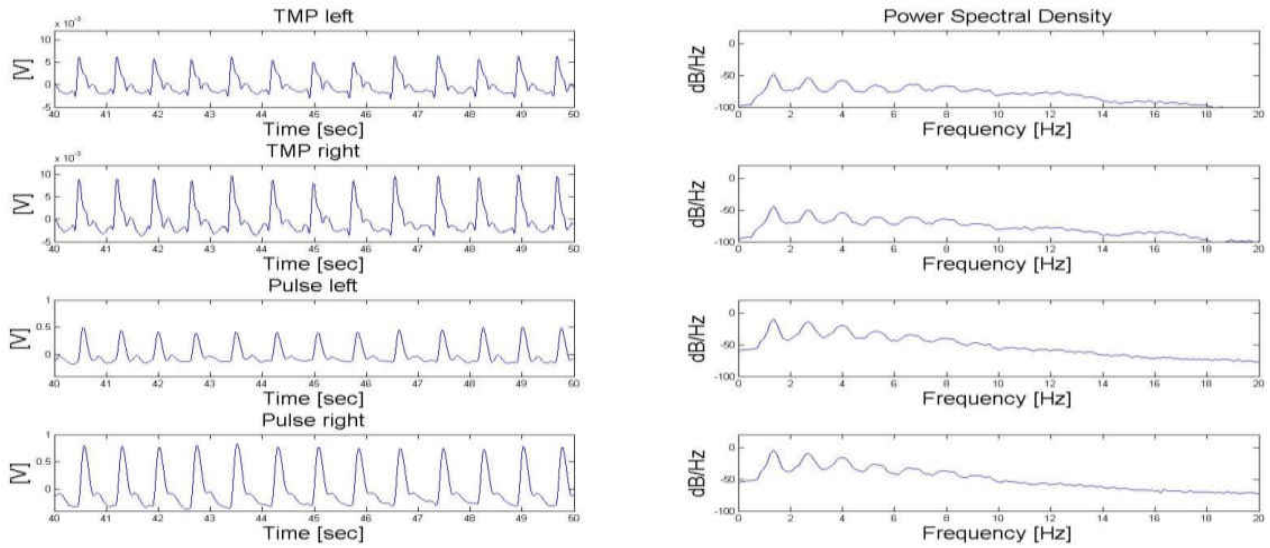 TMP left
x 10⁻³
[V]
10
5
0
-5
40 41 42 43 44 45 46 47 48 49 50
Time [sec]
Power Spectral Density
dB/Hz
0
-50
-100
0 2 4 6 8 10 12 14 16 18 20
Frequency [Hz]
TMP right
x 10⁻³
[V]
10
5
0
-5
40 41 42 43 44 45 46 47 48 49 50
Time [sec]
dB/Hz
0
-50
-100
0 2 4 6 8 10 12 14 16 18 20
Frequency [Hz]
Pulse left
[V]
1
0.5
0
40 41 42 43 44 45 46 47 48 49 50
Time [sec]
dB/Hz
0
-50
-100
0 2 4 6 8 10 12 14 16 18 20
Frequency [Hz]
Pulse right
[V]
1
0.5
0
40 41 42 43 44 45 46 47 48 49 50
Time [sec]
dB/Hz
0
-50
-100
0 2 4 6 8 10 12 14 16 18 20
Frequency [Hz]